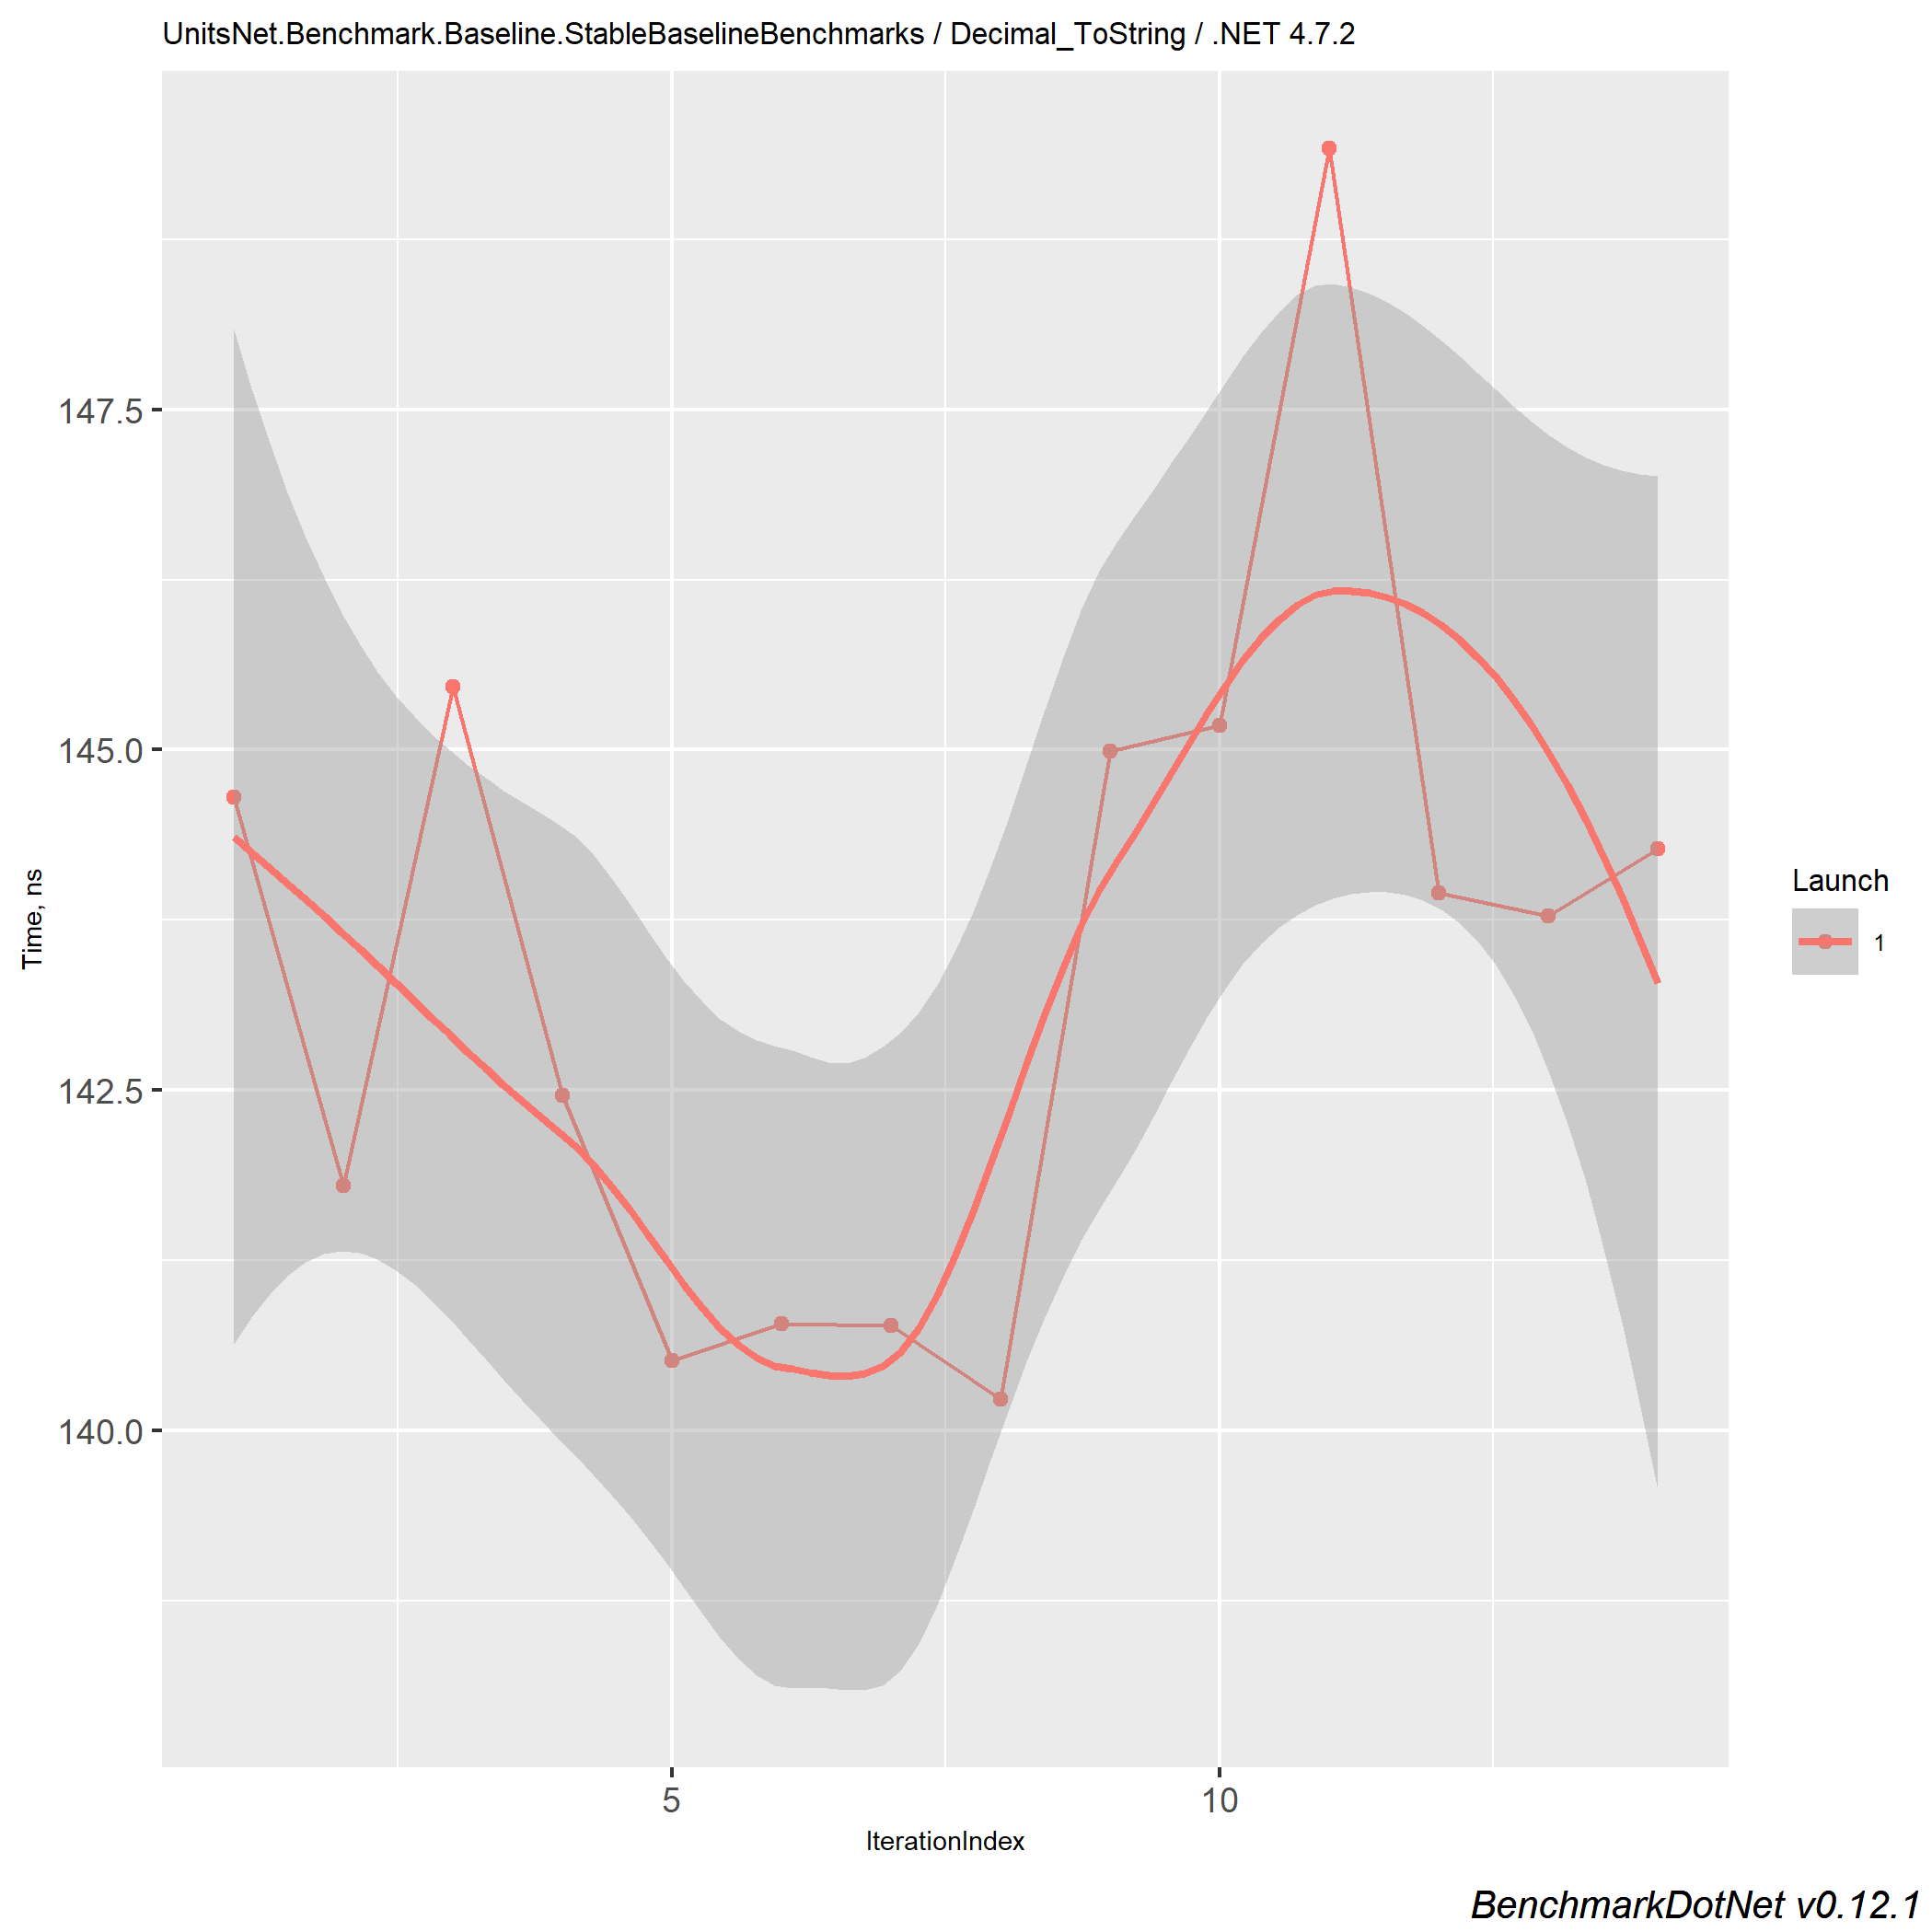 UnitsNet.Benchmark.Baseline.StableBaselineBenchmarks / Decimal_ToString / .NET 4.7.2
147.5
145.0
142.5
140.0
Time, ns
5
10
IterationIndex
Launch
1
BenchmarkDotNet v0.12.1